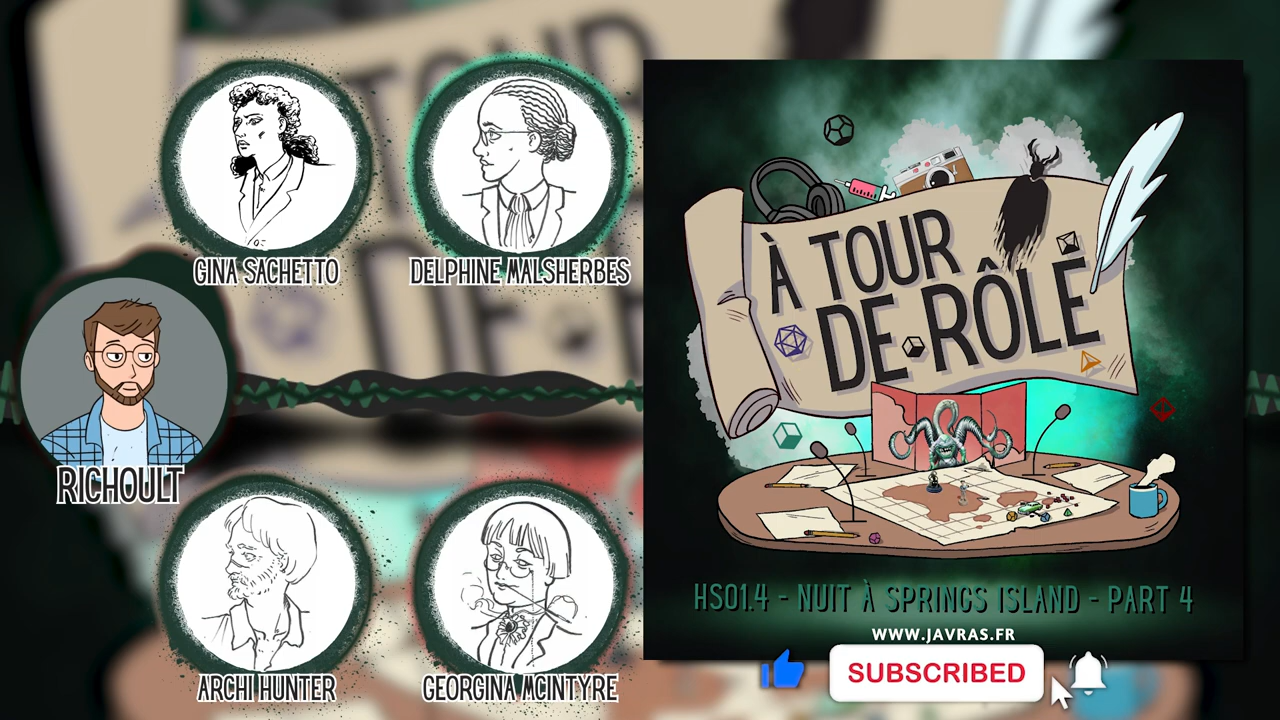 GINA SACHETTO
DELPHINE MALSHERBES
RICHOULT
ARCHI HUNTER
GEORGINA MCINTYRE
À TOUR
DE RÔLE
HS01.4 - NUIT À SPRINGS ISLAND - PART 4
WWW.JAVRAS.FR
SUBSCRIBED